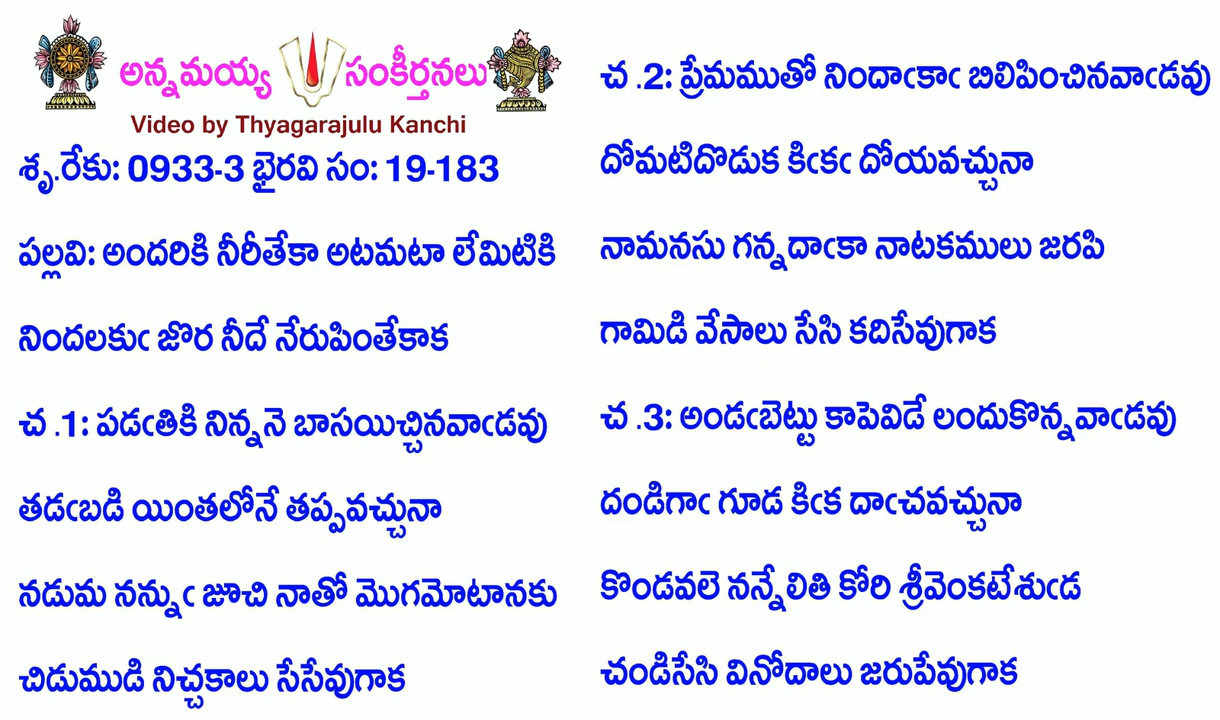 అన్నమయ్య సంకీర్తనలు
Video by Thyagarajulu Kanchi
శృ.రేకు: 0933-3 భైరవి సం: 19-183
పల్లవి: అందరికి నీరీతేకా అటమటా లేమిటికి
నిందలకుఁ జొర నీదే నేరుపింతేకాక
చ .1: పడఁతికి నిన్ననె బాసయిచ్చినవాఁడవు
తడఁబడి యింతలోనే తప్పవచ్చునా
నడుమ నన్నుఁ జూచి నాతో మొగమోటానకు
చిడుముడి నిచ్చకాలు సేసేవుగాక
చ .2: ప్రేమముతో నిందాఁకాఁ బిలిపించినవాఁడవు
దోమటిదొడుక కిఁకఁ దోయవచ్చునా
నామనసు గన్నదాఁకా నాటకములు జరపి
గామిడి వేసాలు సేసి కదిసేవుగాక
చ .3: అండఁబెట్టు కాపెవిడే లందుకొన్నవాఁడవు
దండిగాఁ గూడ కిఁక దాఁచవచ్చునా
కొండవలె నన్నేలితి కోరి శ్రీవెంకటేశుఁడ
చండిసేసి వినోదాలు జరుపేవుగాక